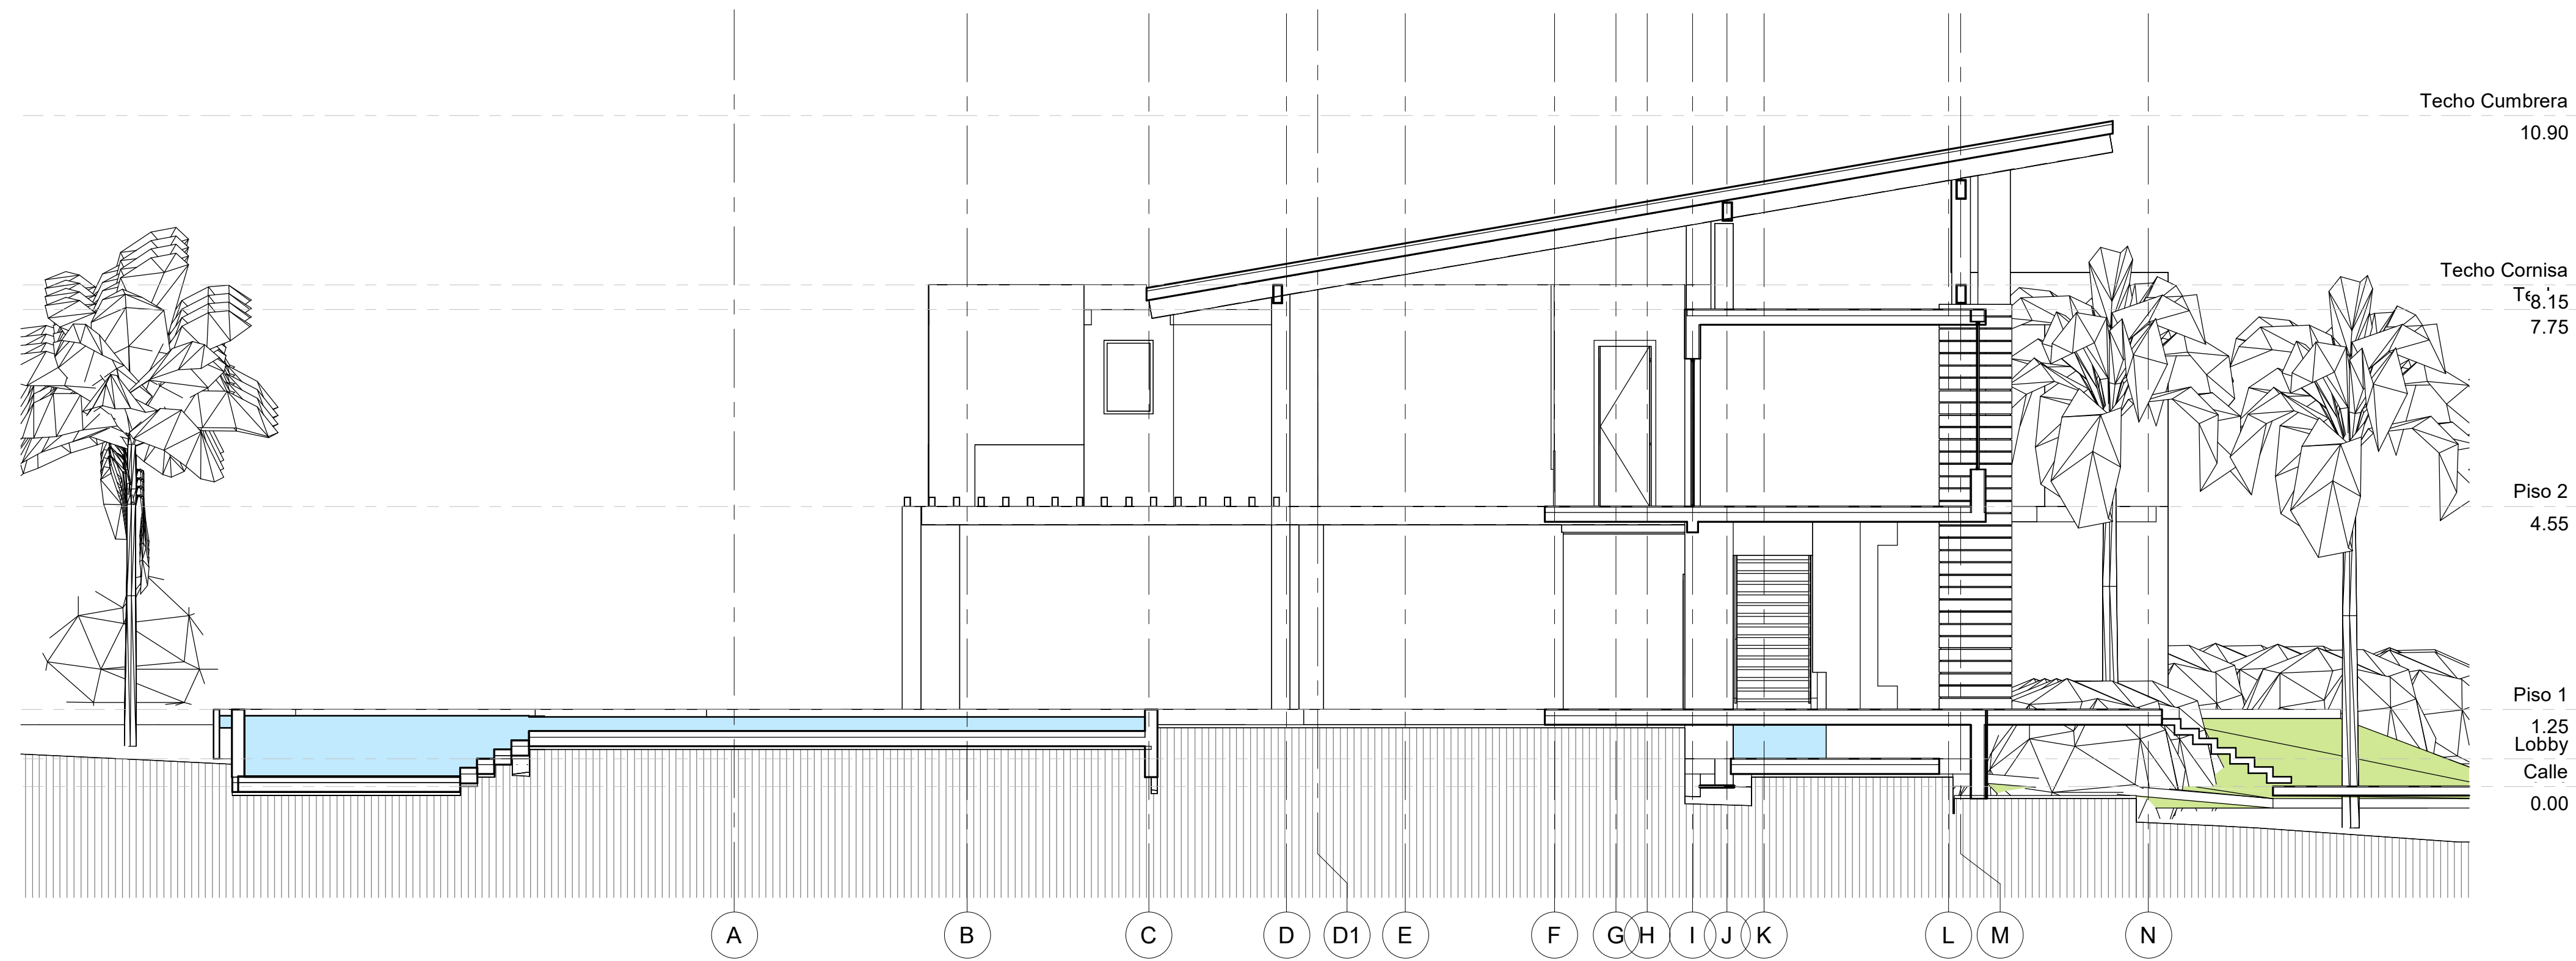 Techo Cumbrera
10.90
Techo Cornisa
8.15
7.75
Piso 2
4.55
Piso 1
1.25
Lobby
Calle
0.00
A B C D D1 E F G H I J K L M N